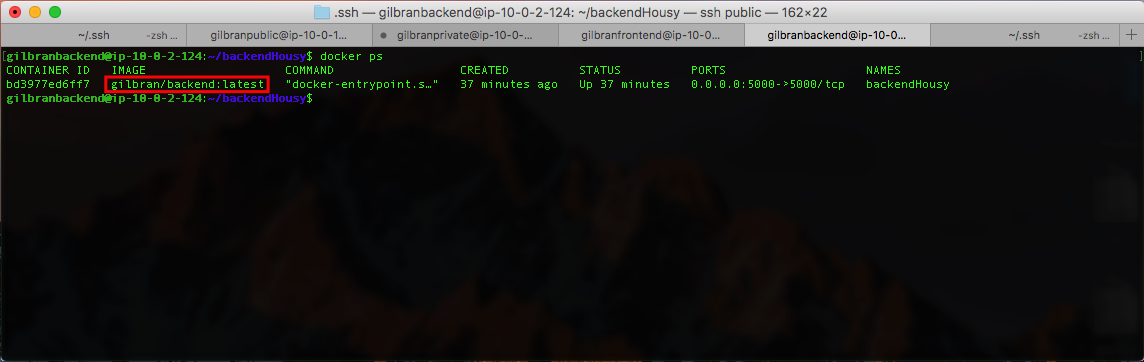 .ssh — gilbranbackend@ip-10-0-2-124: ~/backendHousy — ssh public — 162×22
~/.ssh -zsh ... gilbranpublic@ip-10-0-1... gilbranprivate@ip-10-0-... gilbranfrontend@ip-10-0... gilbranbackend@ip-10-0... ~/.ssh -zsh ... +
[gilbranbackend@ip-10-0-2-124:~/backendHousy$ docker ps ]
CONTAINER ID IMAGE COMMAND CREATED STATUS PORTS NAMES
bd3977ed6ff7 gilbran/backend:latest "docker-entrypoint.s…" 37 minutes ago Up 37 minutes 0.0.0.0:5000->5000/tcp backendHousy
gilbranbackend@ip-10-0-2-124:~/backendHousy$